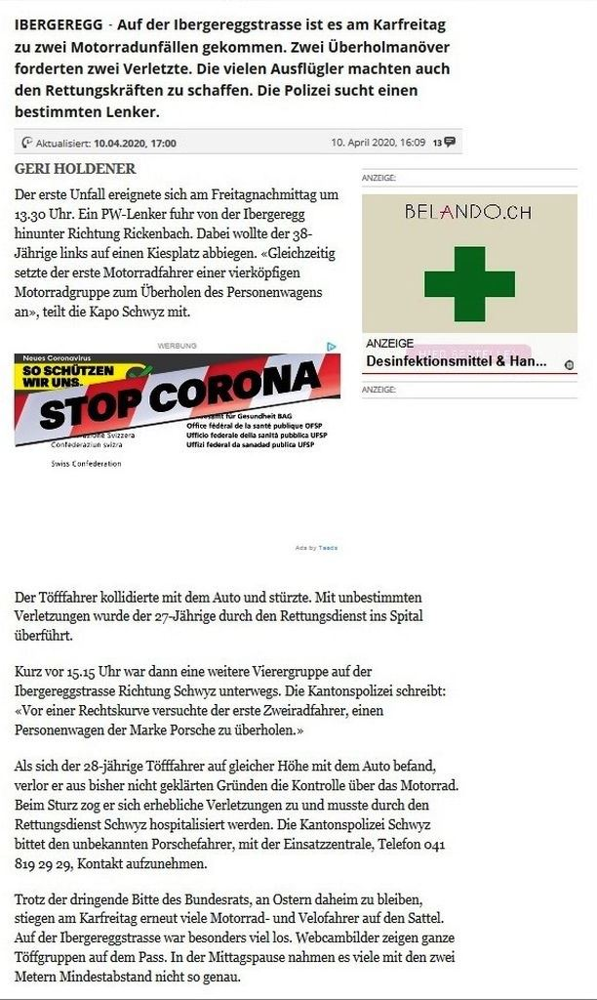 IBERGEREGG - Auf der Ibergereggstrasse ist es am Karfreitag
zu zwei Motorradunfällen gekommen. Zwei Überholmanöver
forderten zwei Verletzte. Die vielen Ausflügler machten auch
den Rettungskräften zu schaffen. Die Polizei sucht einen
bestimmten Lenker.
Aktualisiert: 10.04.2020, 17:00
10. April 2020, 16:09 13
GERI HOLDENER
Der erste Unfall ereignete sich am Freitagnachmittag um
13.30 Uhr. Ein PW-Lenker fuhr von der Ibergeregg
hinunter Richtung Rickenbach. Dabei wollte der 38-
Jährige links auf einen Kiesplatz abbiegen. «Gleichzeitig
setzte der erste Motorradfahrer einer vierköpfigen
Motorradgruppe zum Überholen des Personenwagens
an», teilt die Kapo Schwyz mit.
ANZEIGE:
BELANDO.CH
HIER BESTELLEN
ANZEIGE
Desinfektionsmittel & Han...
ANZEIGE:
WERBUNG
Neues Coronavirus
SO SCHÜTZEN
WIR UNS.
STOP CORONA
amt für Gesundheit BAG
Office fédéral de la santé publique OFSP
Svizzera
Ufficio federale della sanità pubblica UFSP
Confederaziun svizra
Uffizi federal da sanadad publica UFSP
Swiss Confederation
Ads by Teads
Der Töfffahrer kollidierte mit dem Auto und stürzte. Mit unbestimmten
Verletzungen wurde der 27-Jährige durch den Rettungsdienst ins Spital
überführt.
Kurz vor 15.15 Uhr war dann eine weitere Vierergruppe auf der
Ibergereggstrasse Richtung Schwyz unterwegs. Die Kantonspolizei schreibt:
«Vor einer Rechtskurve versuchte der erste Zweiradfahrer, einen
Personenwagen der Marke Porsche zu überholen.»
Als sich der 28-jährige Töfffahrer auf gleicher Höhe mit dem Auto befand,
verlor er aus bisher nicht geklärten Gründen die Kontrolle über das Motorrad.
Beim Sturz zog er sich erhebliche Verletzungen zu und musste durch den
Rettungsdienst Schwyz hospitalisiert werden. Die Kantonspolizei Schwyz
bittet den unbekannten Porschefahrer, mit der Einsatzzentrale, Telefon 041
819 29 29, Kontakt aufzunehmen.
Trotz der dringende Bitte des Bundesrats, an Ostern daheim zu bleiben,
stiegen am Karfreitag erneut viele Motorrad- und Velofahrer auf den Sattel.
Auf der Ibergereggstrasse war besonders viel los. Webcambilder zeigen ganze
Töffgruppen auf dem Pass. In der Mittagspause nahmen es viele mit den zwei
Metern Mindestabstand nicht so genau.